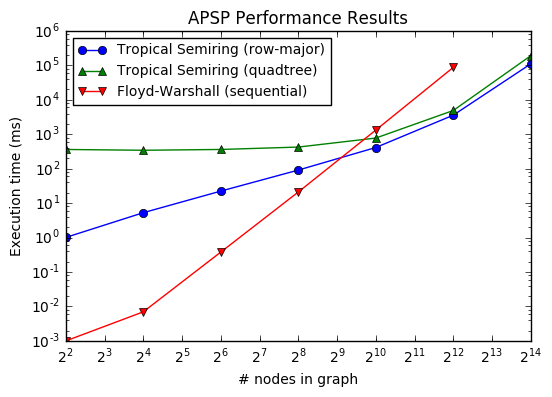 APSP Performance Results
Tropical Semiring (row-major)
Tropical Semiring (quadtree)
Floyd-Warshall (sequential)
Execution time (ms)
10^6
10^5
10^4
10^3
10^2
10^1
10^0
10^-1
10^-2
10^-3
2^2 2^3 2^4 2^5 2^6 2^7 2^8 2^9 2^10 2^11 2^12 2^13 2^14
# nodes in graph